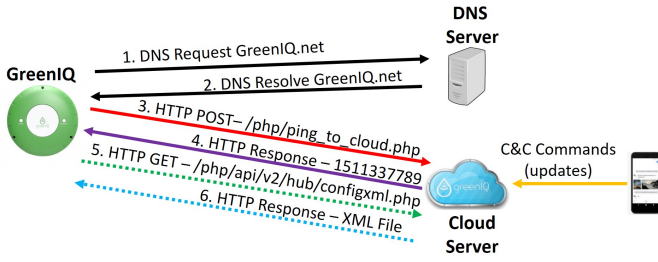 DNS
Server
1. DNS Request GreenIQ.net
GreenIQ
2. DNS Resolve GreenIQ.net
3. HTTP POST– /php/ping_to_cloud.php
4. HTTP Response – 1511337789
5. HTTP GET – /php/api/v2/hub/configxml.php
6. HTTP Response – XML File
greenIQ
C&C Commands
(updates)
Cloud
Server